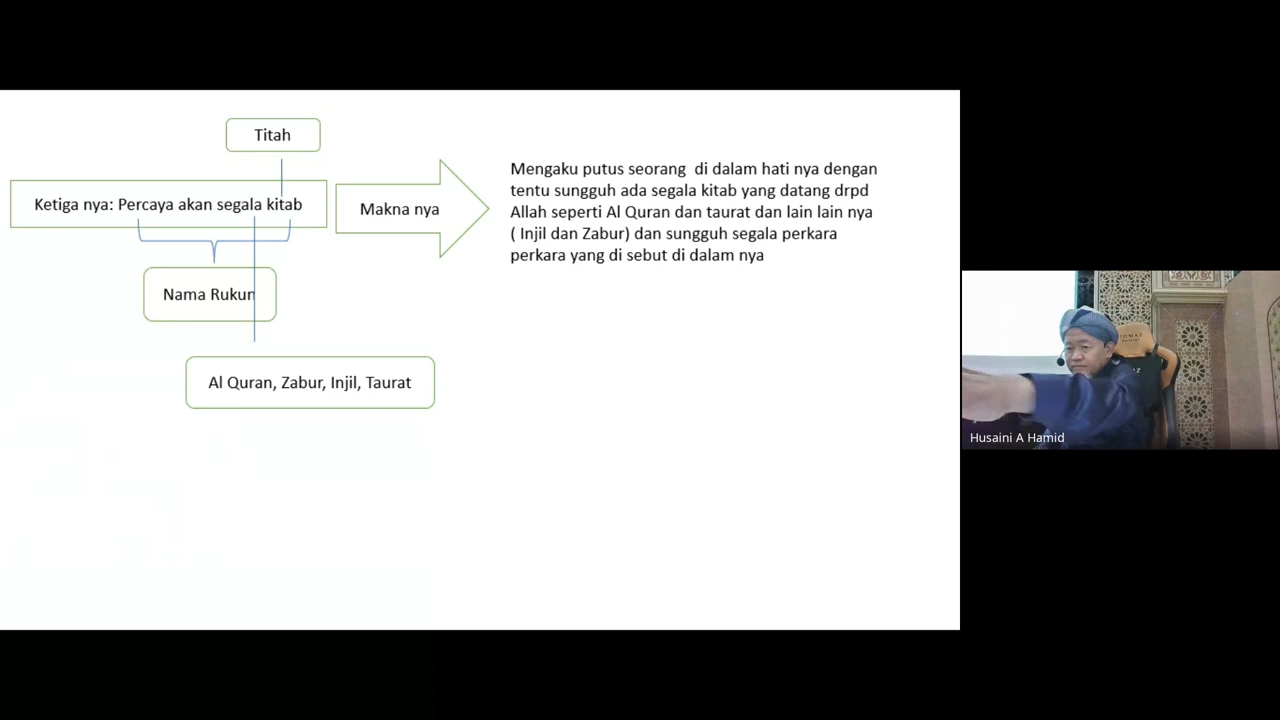 Titah
Ketiga nya: Percaya akan segala kitab
Makna nya
Mengaku putus seorang di dalam hati nya dengan
tentu sungguh ada segala kitab yang datang drpd
Allah seperti Al Quran dan taurat dan lain lain nya
( Injil dan Zabur) dan sungguh segala perkara
perkara yang di sebut di dalam nya
Nama Rukun
Al Quran, Zabur, Injil, Taurat
Husaini A Hamid